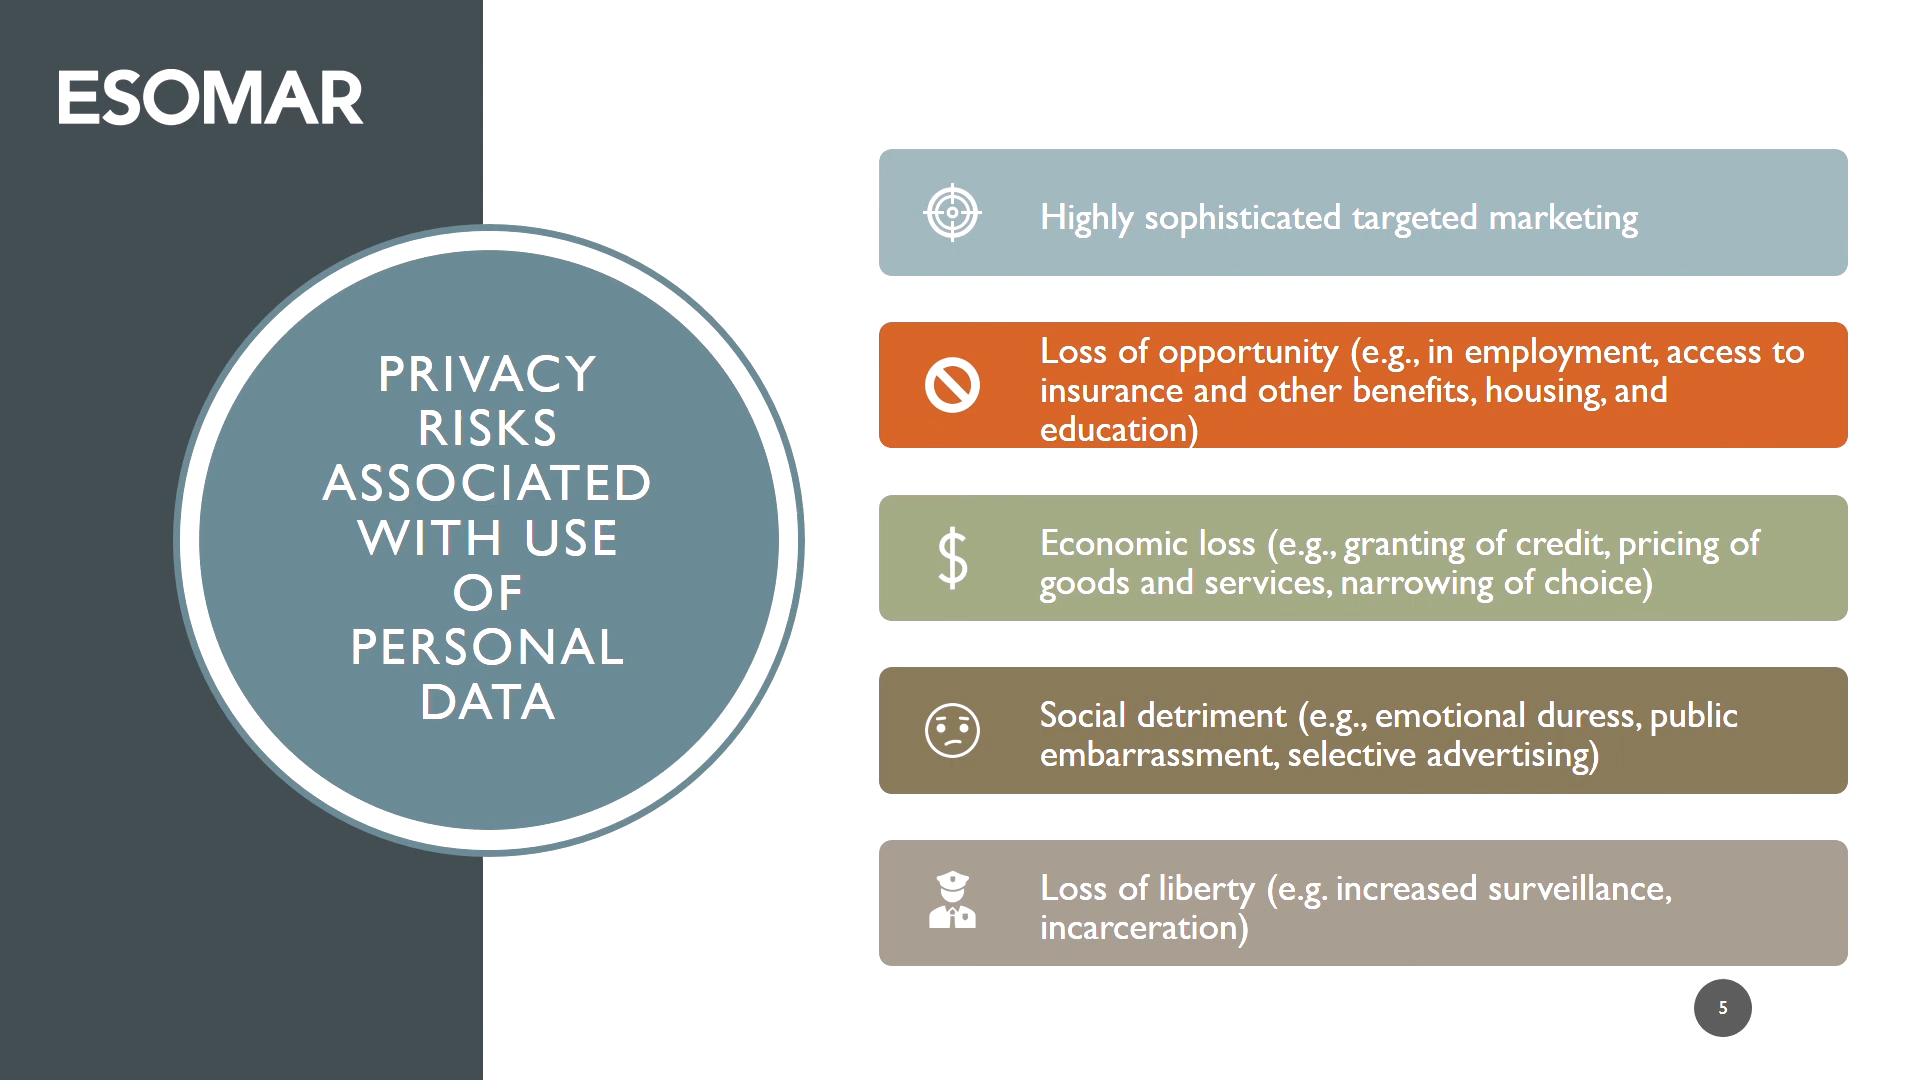 ESOMAR
PRIVACY
RISKS
ASSOCIATED
WITH USE
OF
PERSONAL
DATA
Highly sophisticated targeted marketing
Loss of opportunity (e.g., in employment, access to
insurance and other benefits, housing, and
education)
Economic loss (e.g., granting of credit, pricing of
goods and services, narrowing of choice)
Social detriment (e.g., emotional duress, public
embarrassment, selective advertising)
Loss of liberty (e.g. increased surveillance,
incarceration)
5